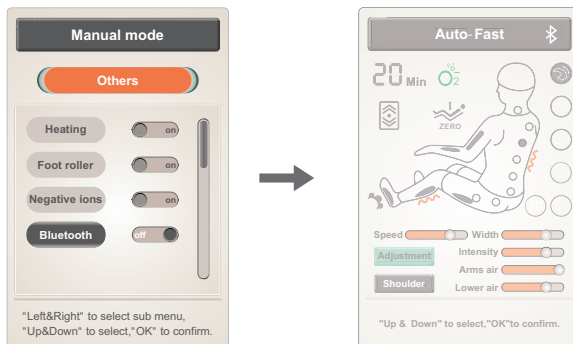 Manual mode
Others
Heating on
Foot roller on
Negative ions on
Bluetooth off
"Left&Right" to select sub menu,
"Up&Down" to select,"OK" to confirm.
Auto-Fast
20 Min O2
ZERO
Speed Width
Adjustment Intensity
Arms air
Shoulder Lower air
"Up & Down" to select,"OK"to confirm.